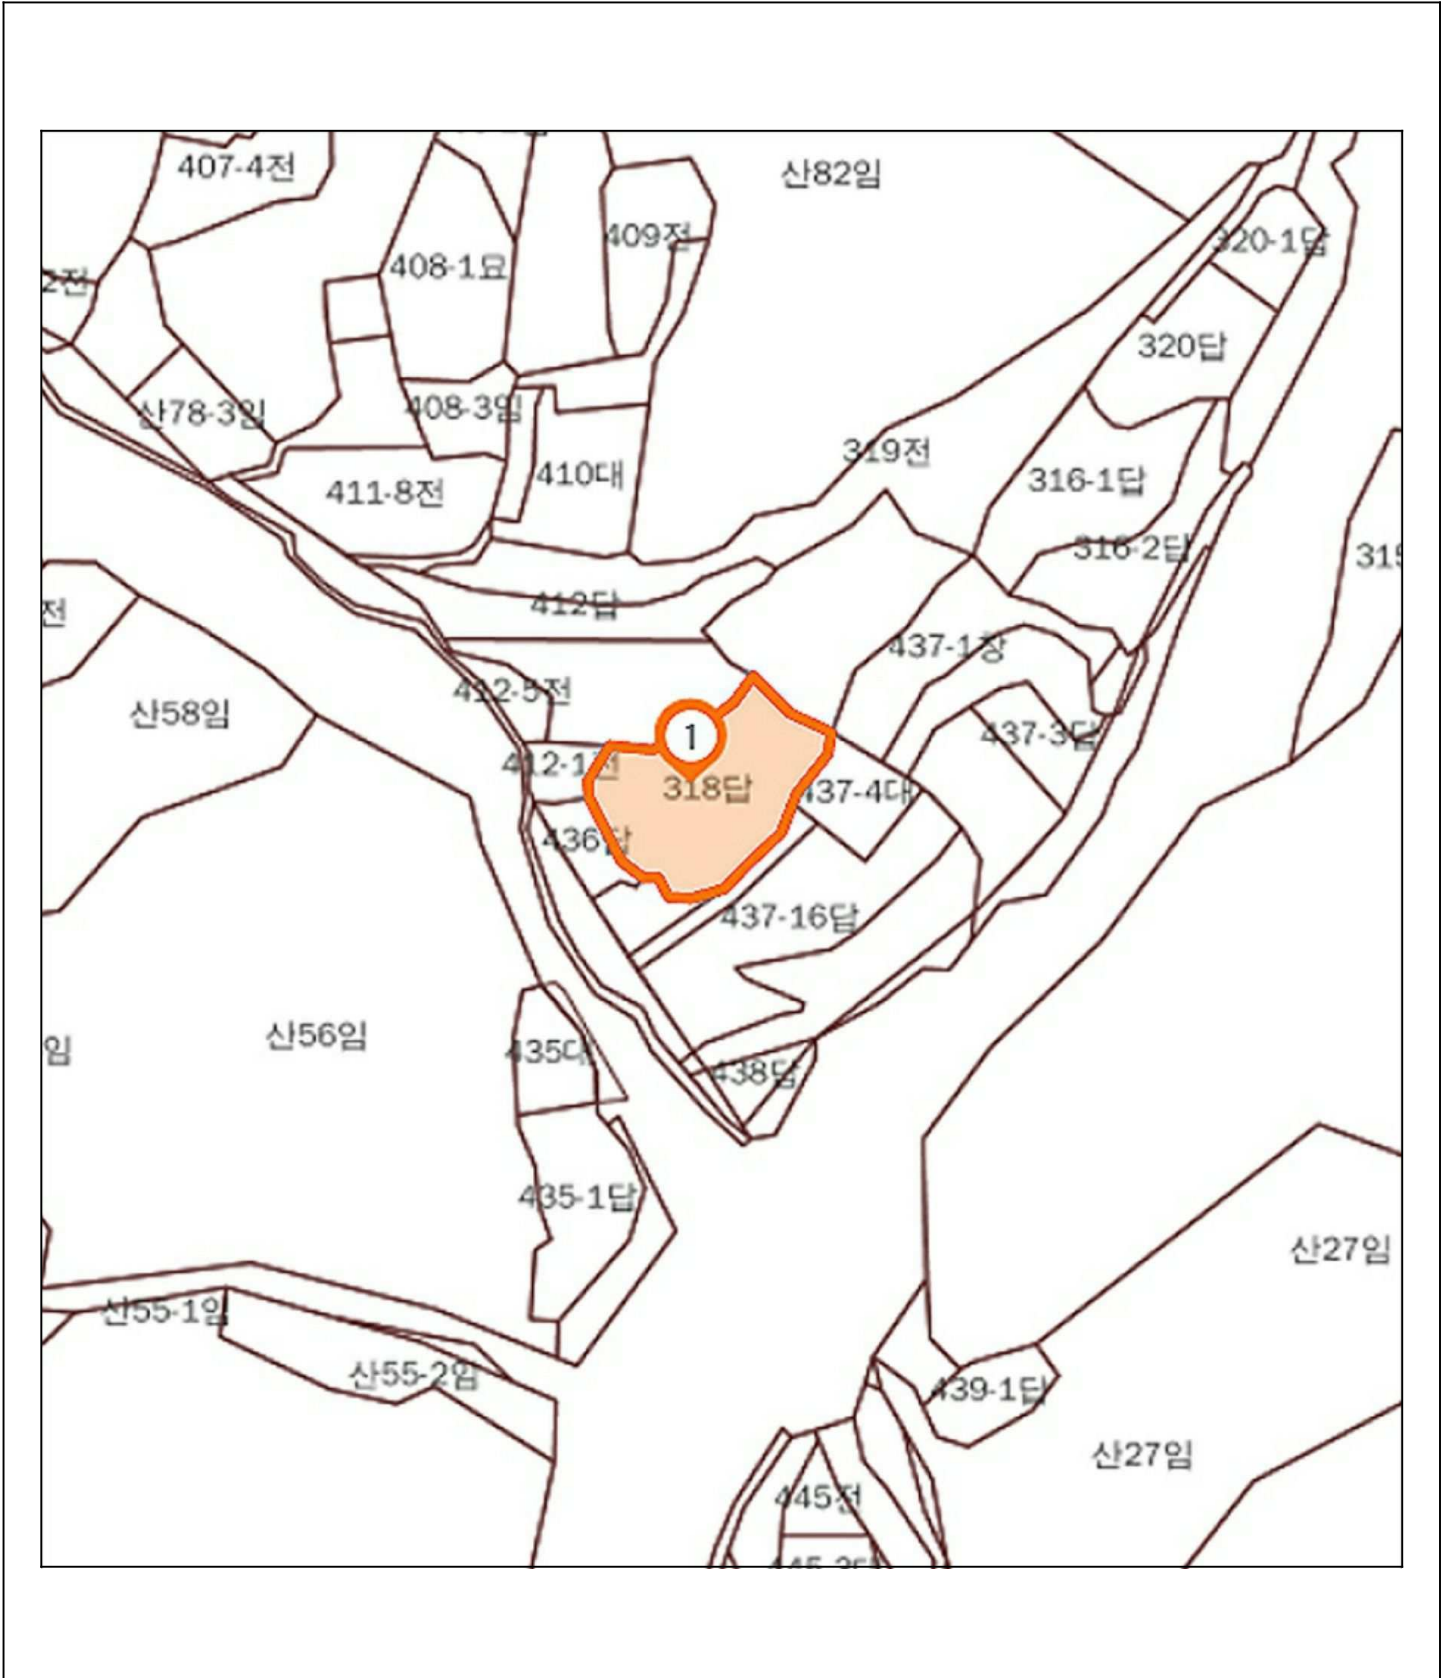 407-4전
산82임
409전
320-1답
408-1묘
2전
320답
산78-3임
408-3임
319전
410대
316-1답
411-8전
316-2답
315
412답
전
437-1장
412-5전
산58임
437-3답
1
412-1전
318답
437-4대
436답
437-16답
산56임
임
435대
438답
435-1답
산27임
산55-1임
산55-2임
439-1답
산27임
445전